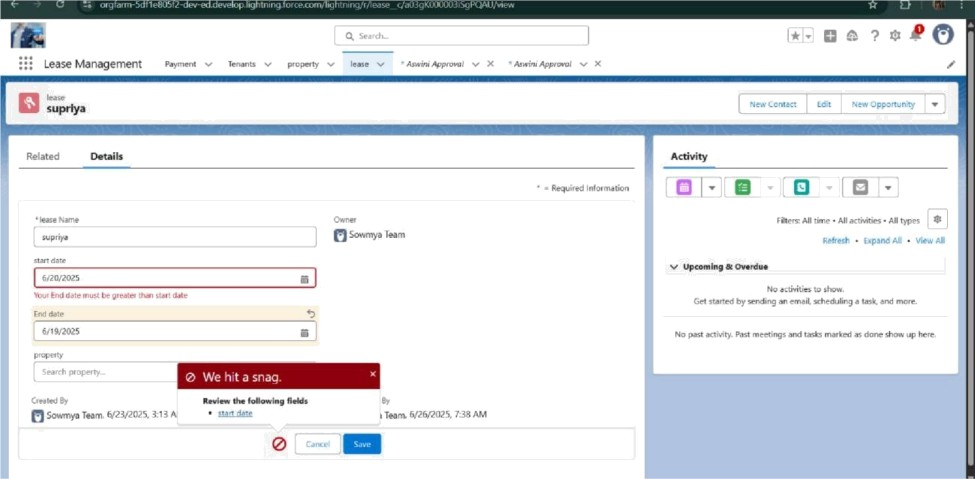 orgfarm-5df1e805f2-dev-ed.develop.lightning.force.com/lightning/r/lease__c/a03gK000003iSgPQAU/view
Search...
1
Lease Management Payment Tenants property lease * Aswini Approval * Aswini Approval
lease
supriya
New Contact Edit New Opportunity
Related Details
* = Required Information
*lease Name
supriya
Owner
Sowmya Team
start date
6/20/2025
Your End date must be greater than start date
End date
6/19/2025
property
Search property...
We hit a snag.
Review the following fields
• start date
Created By
Sowmya Team, 6/23/2025, 3:13 A
By
Team, 6/26/2025, 7:38 AM
Cancel Save
Activity
Filters: All time • All activities • All types
Refresh • Expand All • View All
Upcoming & Overdue
No activities to show.
Get started by sending an email, scheduling a task, and more.
No past activity. Past meetings and tasks marked as done show up here.